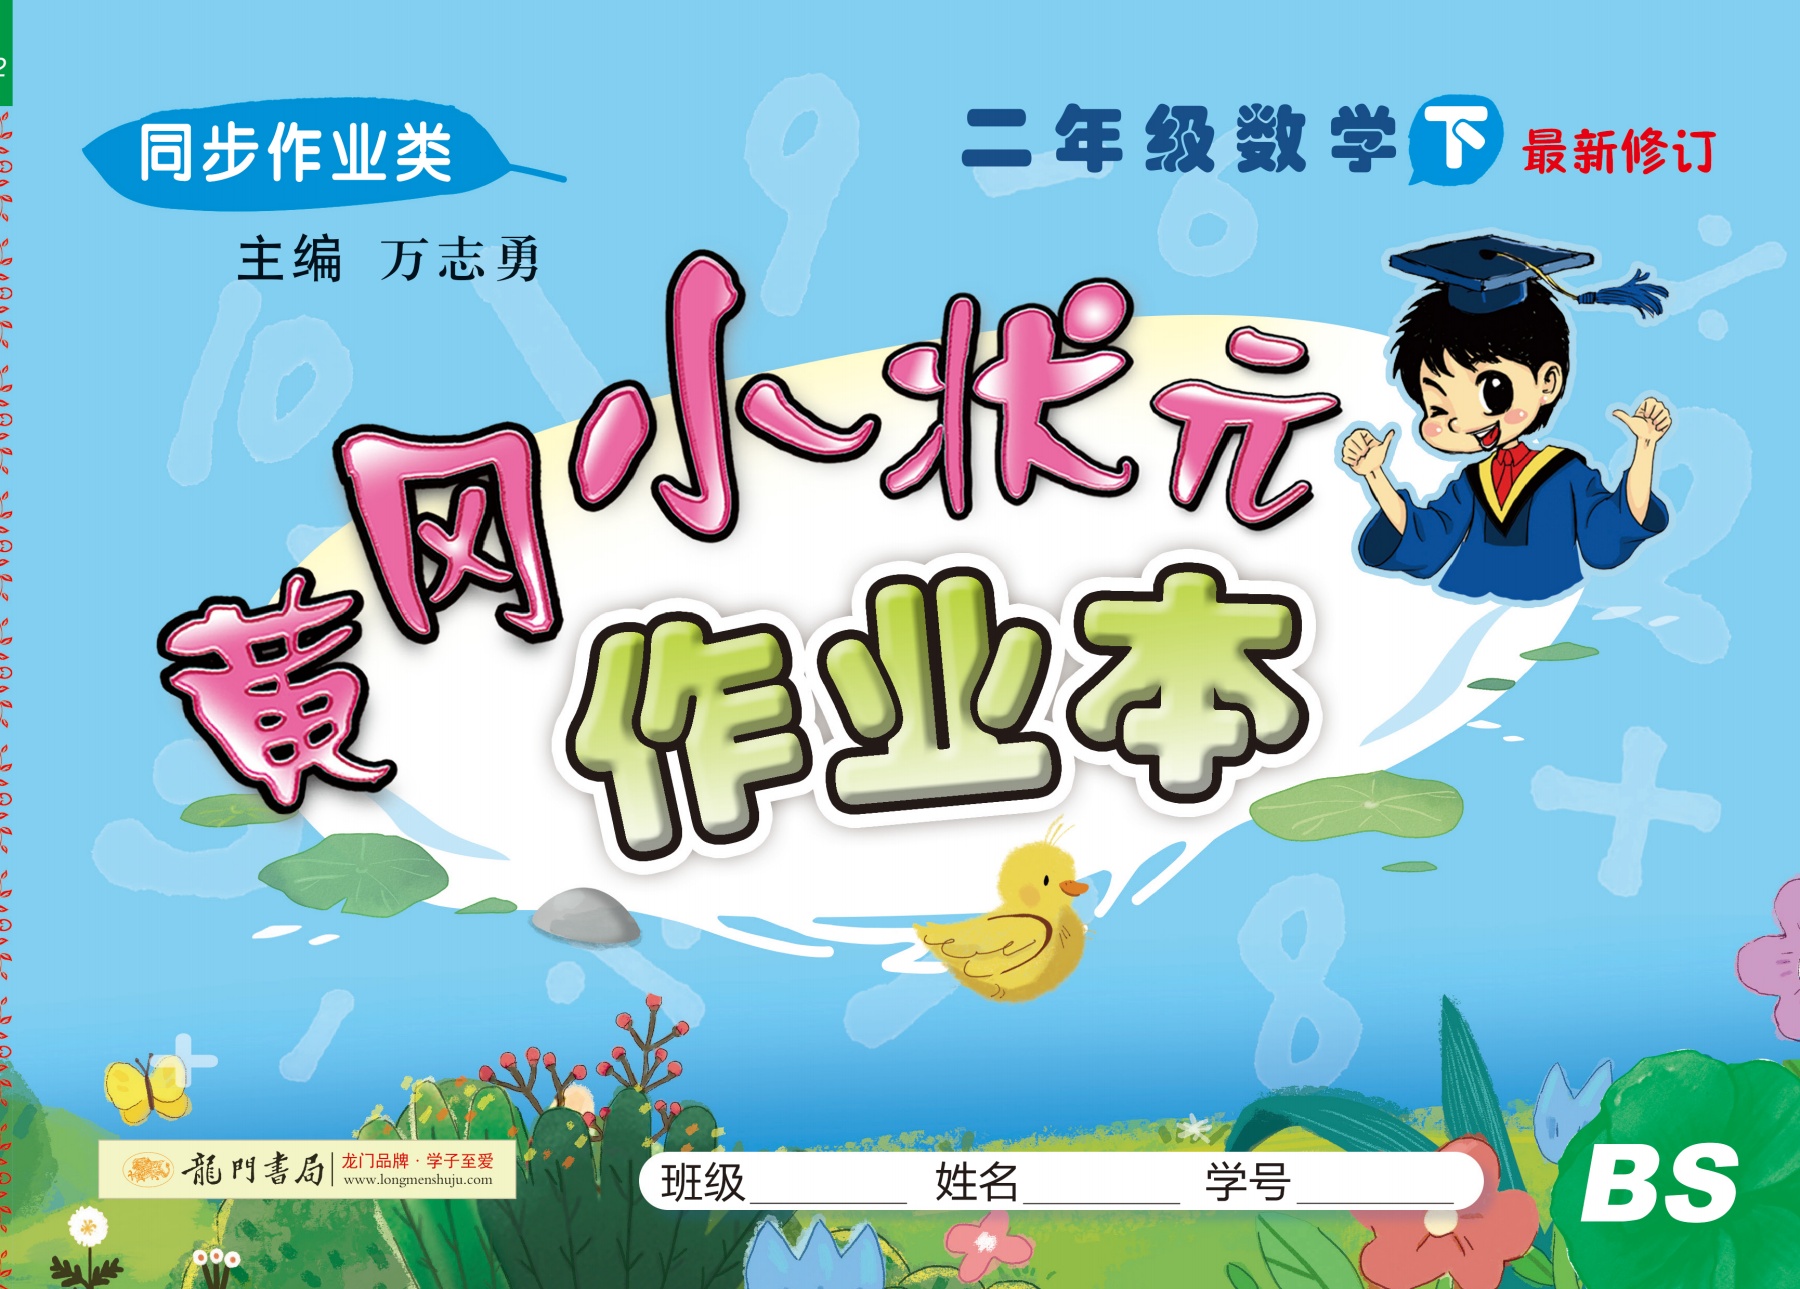 同步作业类
二年级数学下 最新修订
主编 万志勇
黄冈小状元
作业本
龍門書局 龙门品牌·学子至爱
www.longmenshuju.com
班级 姓名 学号
BS